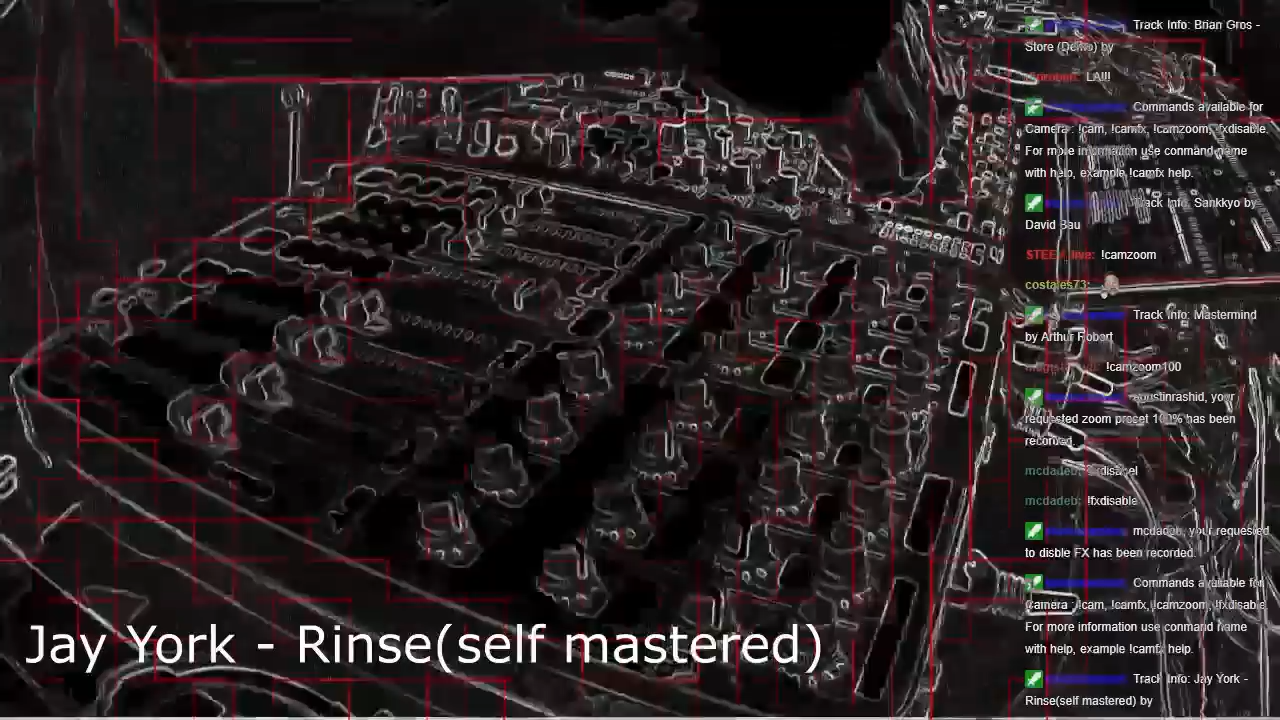 Track Info: Brian Gros -
Store (Demo) by
LA!!!
Commands available for
Camera : !cam, !camfx, !camzoom, !fxdisable.
For more information use command name
with help, example !camfx help.
Track Info: Sankkyo by
David Bau
!camzoom
costales73:
Track Info: Mastermind
by Arthur Robert
!camzoom100
your
requested zoom precet 100% has been
recorded.
mcdadeb:
mcdadeb: !fxdisable
mcdadeb, your requested
to disble FX has been recorded.
Commands available for
Camera : !cam, !camfx, !camzoom, !fxdisable.
For more information use command name
with help, example !camfx help.
Track Info: Jay York -
Rinse(self mastered) by
Jay York - Rinse(self mastered)